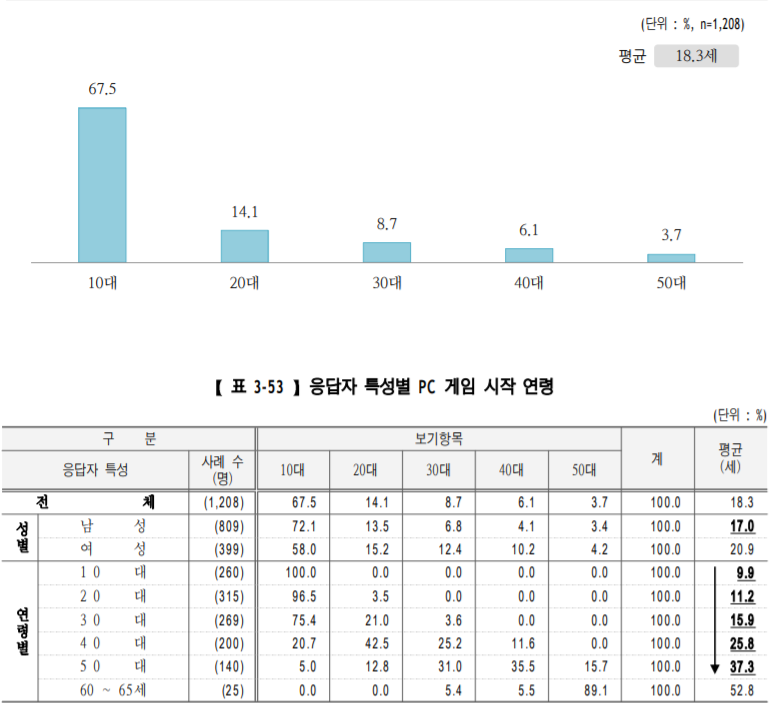 (단위 : %, n=1,208)
평균 18.3세
67.5
14.1
8.7
6.1
3.7
10대 20대 30대 40대 50대
【 표 3-53 】 응답자 특성별 PC 게임 시작 연령
(단위 : %)
구 분 보기항목 계 평균 (세)
응답자 특성 사례 수 (명) 10대 20대 30대 40대 50대
전 체 (1,208) 67.5 14.1 8.7 6.1 3.7 100.0 18.3
성별 남 성 (809) 72.1 13.5 6.8 4.1 3.4 100.0 17.0
여 성 (399) 58.0 15.2 12.4 10.2 4.2 100.0 20.9
연령별 10 대 (260) 100.0 0.0 0.0 0.0 0.0 100.0 9.9
20 대 (315) 96.5 3.5 0.0 0.0 0.0 100.0 11.2
30 대 (269) 75.4 21.0 3.6 0.0 0.0 100.0 15.9
40 대 (200) 20.7 42.5 25.2 11.6 0.0 100.0 25.8
50 대 (140) 5.0 12.8 31.0 35.5 15.7 100.0 37.3
60 ~ 65세 (25) 0.0 0.0 5.4 5.5 89.1 100.0 52.8